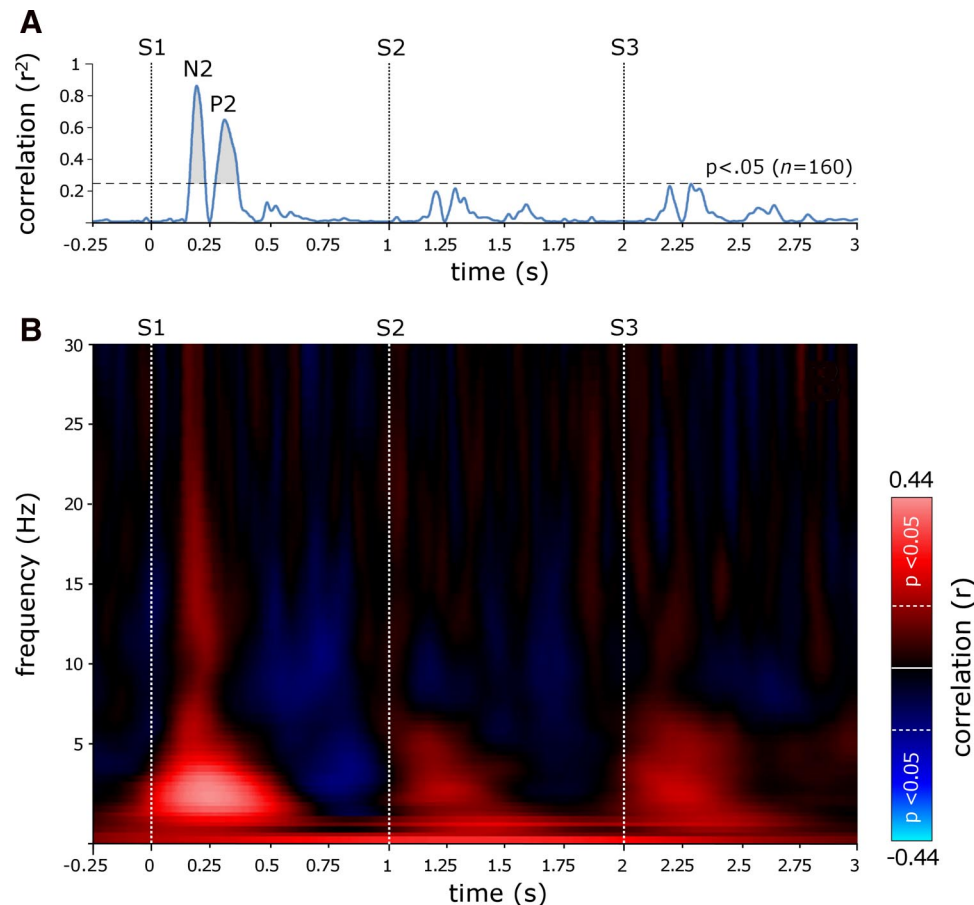 A
S1 S2 S3
1
N2
P2
0.8
0.6
0.4
0.2
correlation (r²)
p<.05 (n=160)
-0.25 0 0.25 0.5 0.75 1 1.25 1.5 1.75 2 2.25 2.5 2.75 3
time (s)
B
S1 S2 S3
30
25
20
15
10
5
frequency (Hz)
-0.25 0 0.25 0.5 0.75 1 1.25 1.5 1.75 2 2.25 2.5 2.75 3
time (s)
0.44
p <0.05
p <0.05
-0.44
correlation (r)